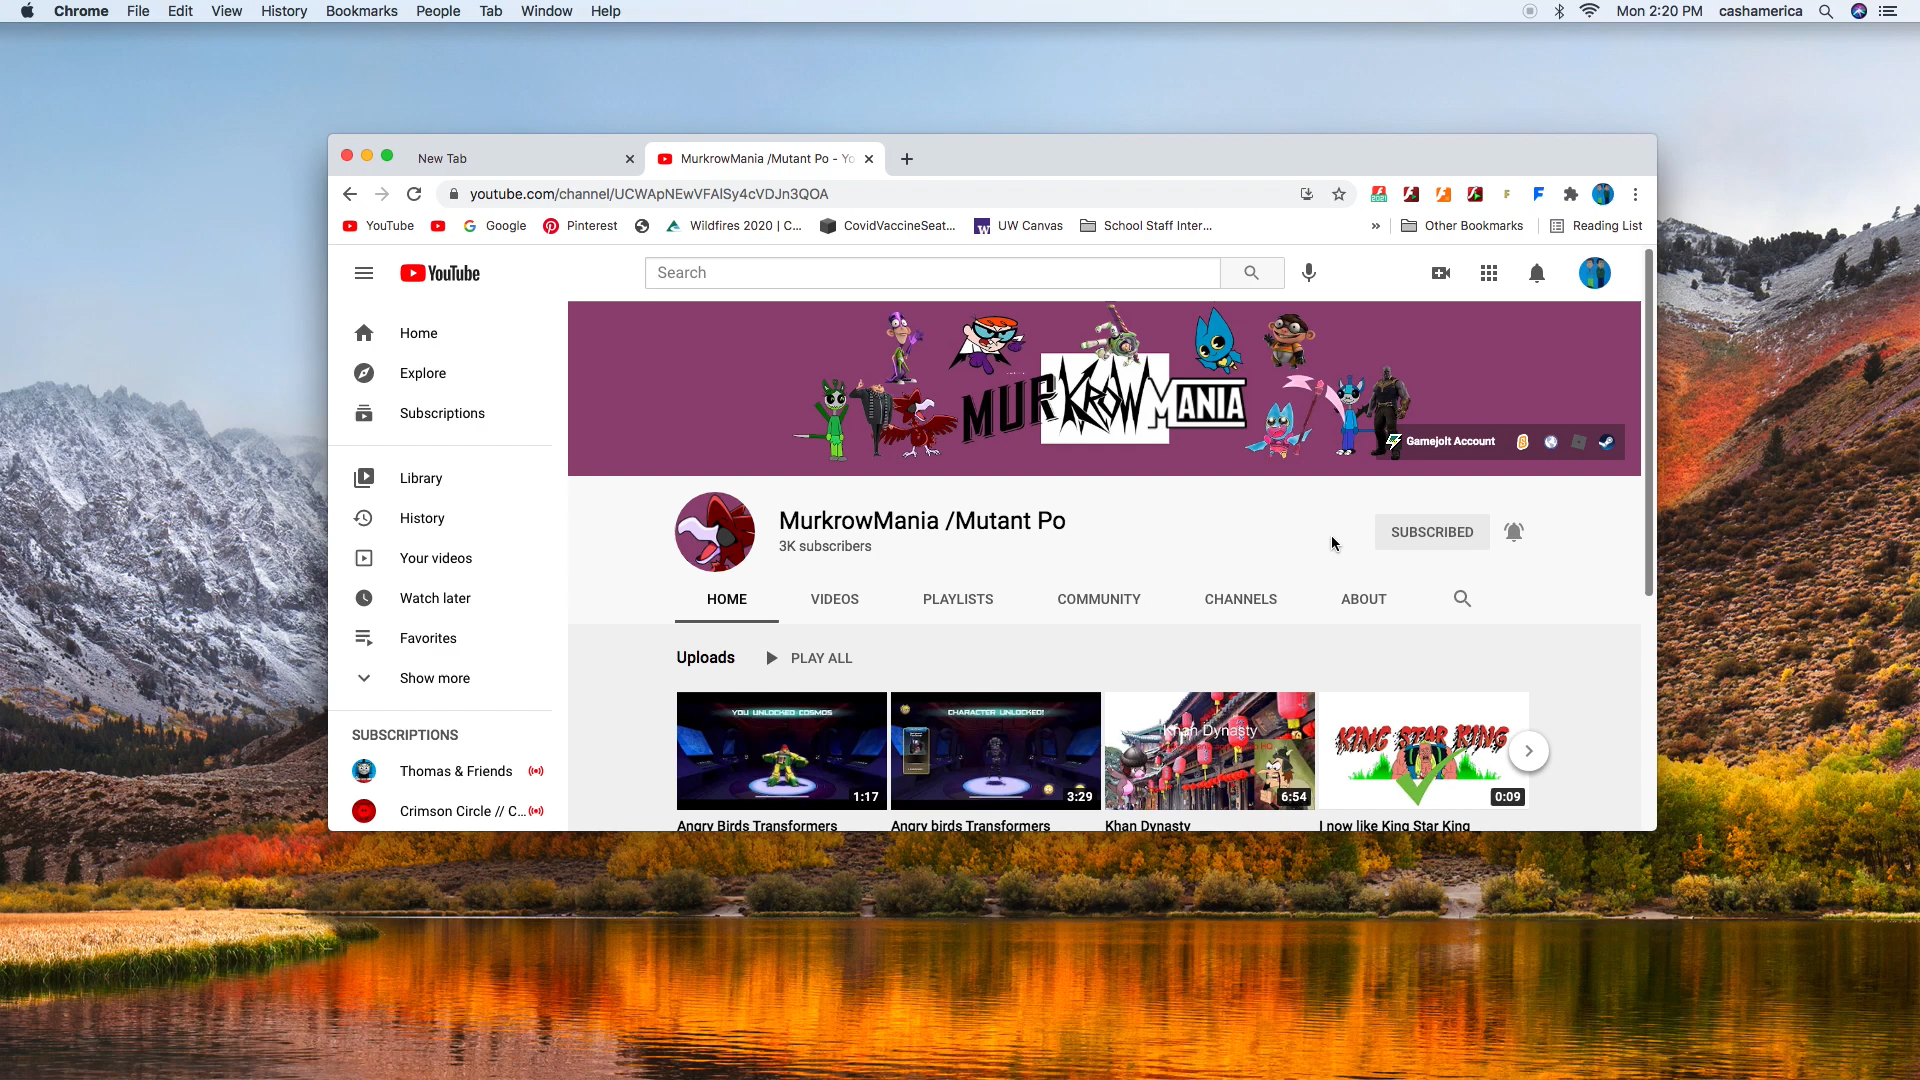 Chrome File Edit View History Bookmarks People Tab Window Help Mon 2:20 PM cashamerica
New Tab MurkrowMania /Mutant Po - Yo
youtube.com/channel/UCWApNEwVFAlSy4cVDJn3QOA
YouTube Google Pinterest Wildfires 2020 | C... CovidVaccineSeat... UW Canvas School Staff Inter... » Other Bookmarks Reading List
YouTube
Search
Home
Explore
Subscriptions
Library
History
Your videos
Watch later
Favorites
Show more
SUBSCRIPTIONS
Thomas & Friends
Crimson Circle // C...
MURKROWMANIA
Gamejolt Account
MurkrowMania /Mutant Po
3K subscribers
SUBSCRIBED
HOME VIDEOS PLAYLISTS COMMUNITY CHANNELS ABOUT
Uploads PLAY ALL
YOU UNLOCKED COSMOS
1:17
CHARACTER UNLOCKED!
3:29
Khan Dynasty
6:54
KING STAR KING
0:09
Angry Birds Transformers
Angry birds Transformers
Khan Dynasty
I now like King Star King